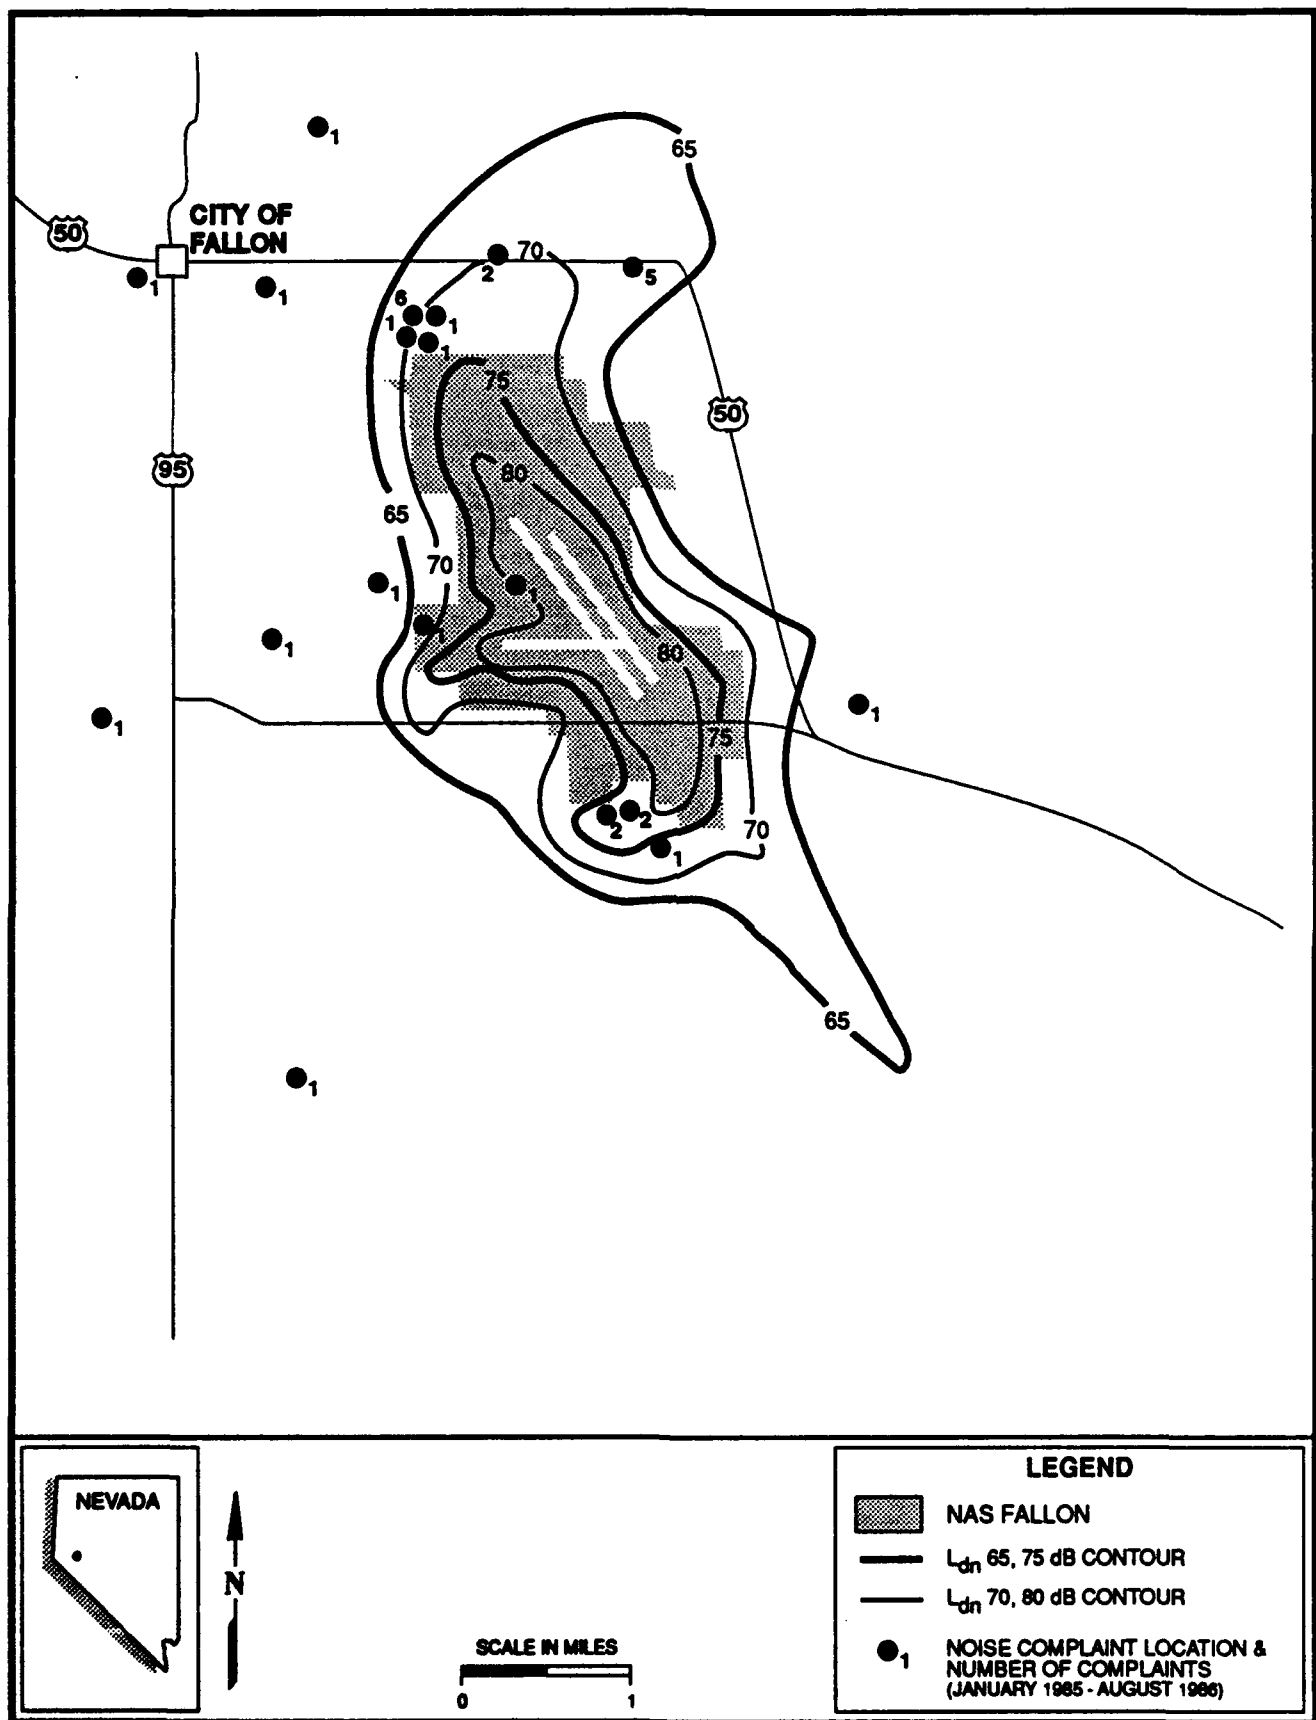 1
65
CITY OF
FALLON
50
2
70
5
1
1
6
1
1
1
75
50
95
80
65
70
1
1
1
1
80
1
1
75
2
2
70
1
65
1
NEVADA
N
SCALE IN MILES
0 1
LEGEND
NAS FALLON
Ldn 65, 75 dB CONTOUR
Ldn 70, 80 dB CONTOUR
1
NOISE COMPLAINT LOCATION &
NUMBER OF COMPLAINTS
(JANUARY 1985 - AUGUST 1986)